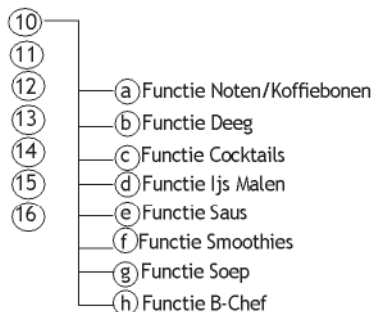 10
11
12
13
14
15
16
a Functie Noten/Koffiebonen
b Functie Deeg
c Functie Cocktails
d Functie Ijs Malen
e Functie Saus
f Functie Smoothies
g Functie Soep
h Functie B-Chef